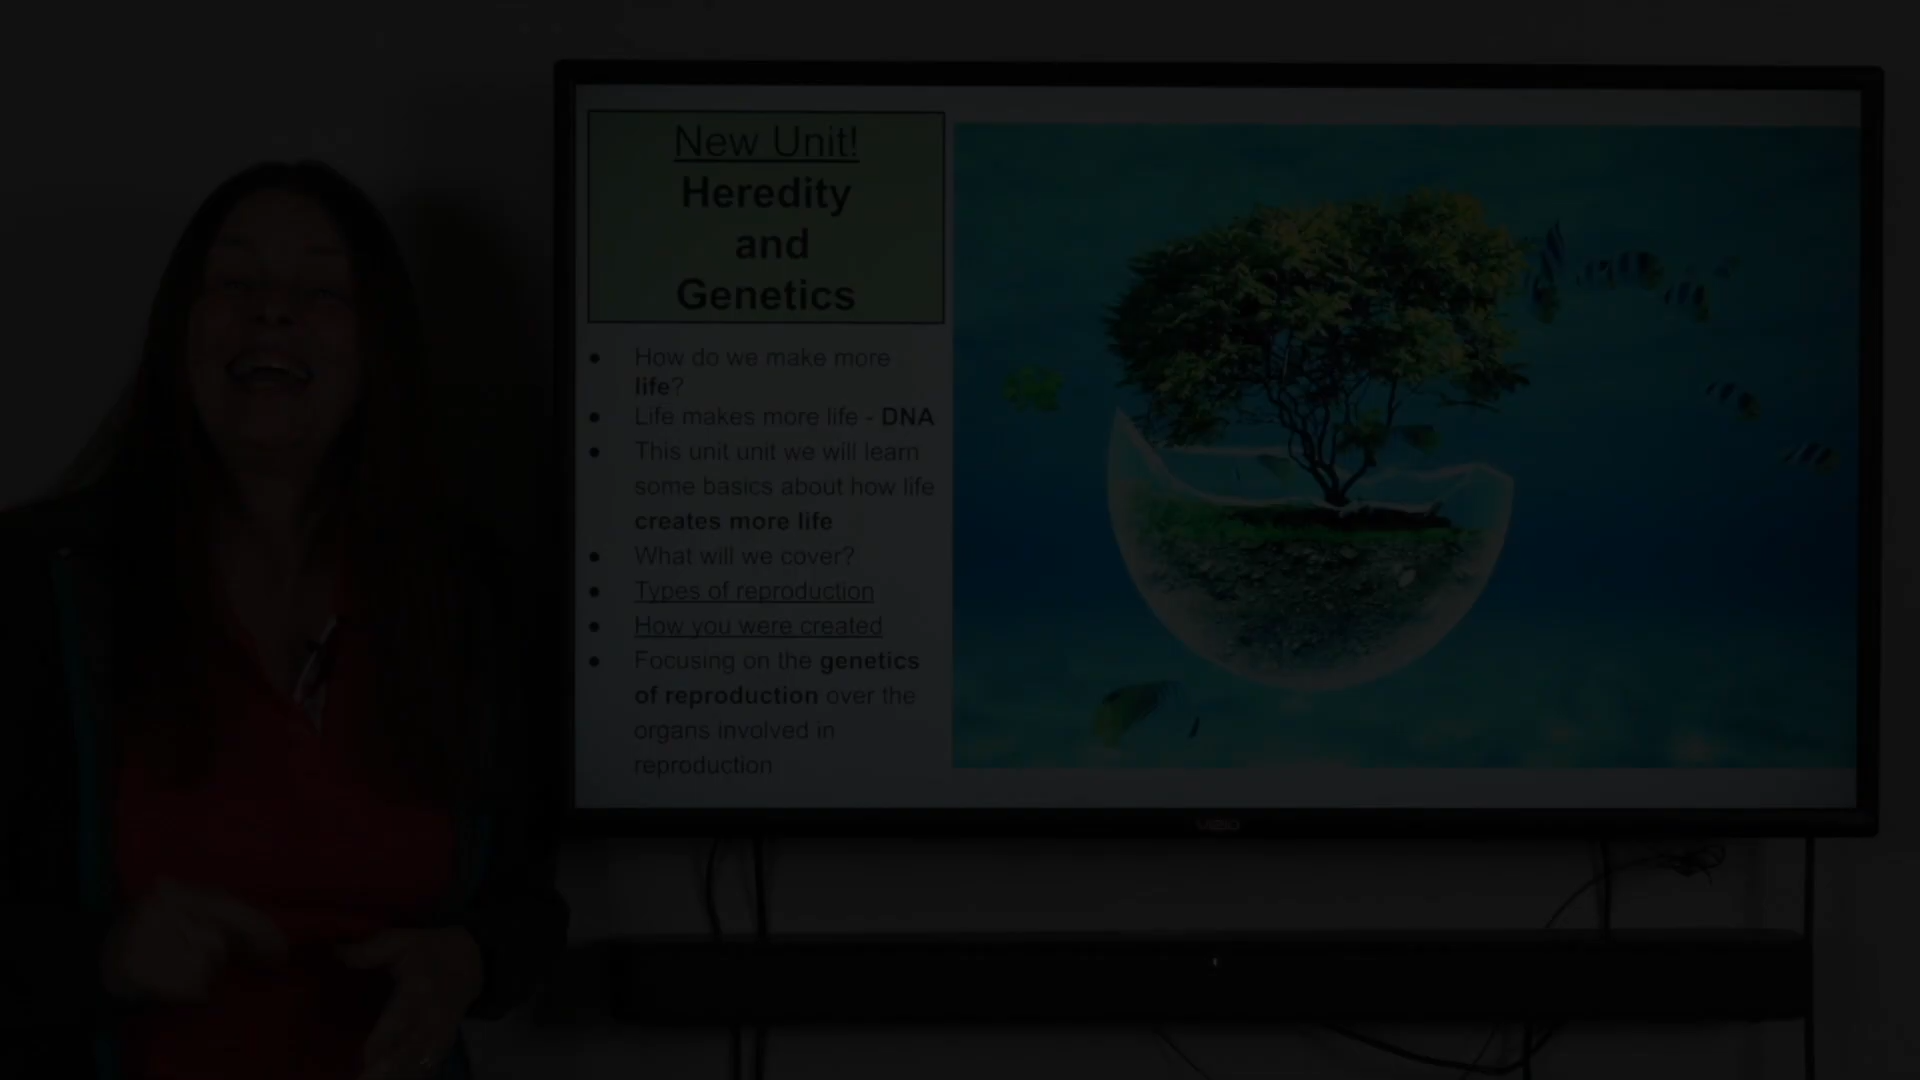 New Unit!
Heredity
and
Genetics
● How do we make more
life?
● Life makes more life - DNA
● This unit unit we will learn
some basics about how life
creates more life
● What will we cover?
● Types of reproduction
● How you were created
● Focusing on the genetics
of reproduction over the
organs involved in
reproduction
VIZIO